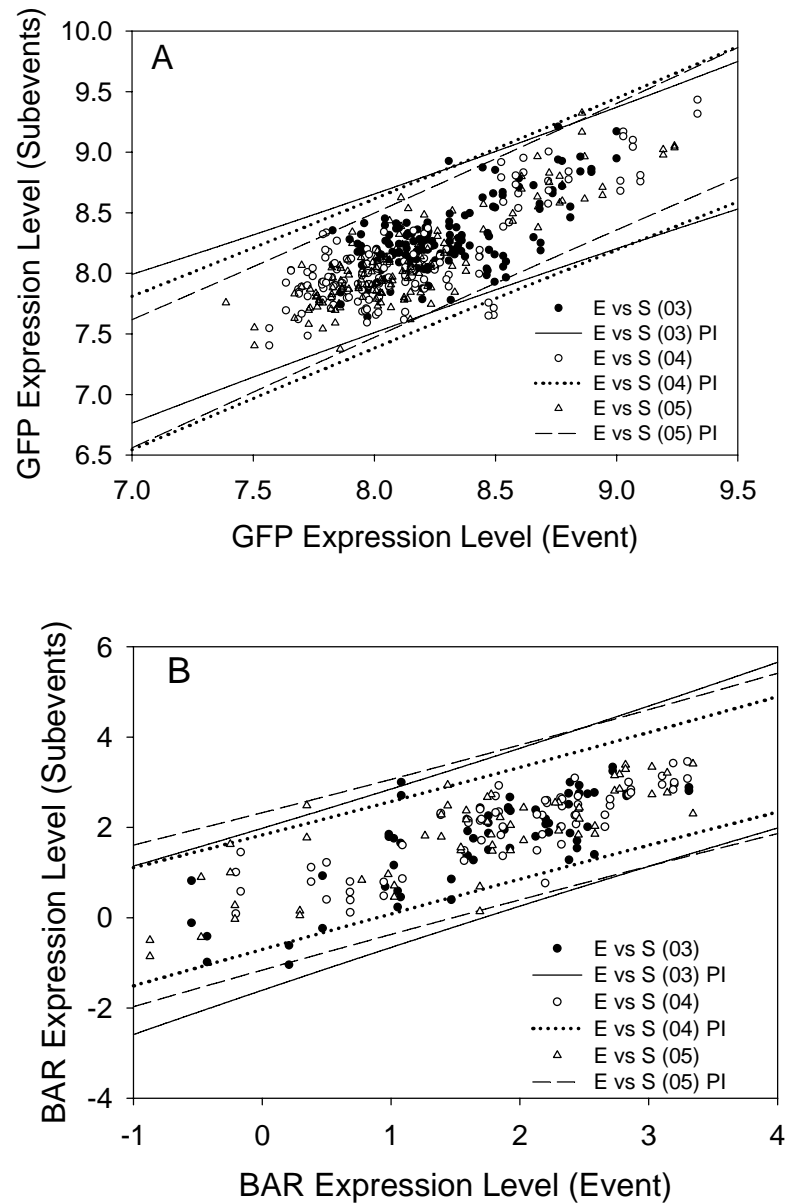 A
GFP Expression Level (Subevents)
10.0
9.5
9.0
8.5
8.0
7.5
7.0
6.5
E vs S (03)
E vs S (03) PI
E vs S (04)
E vs S (04) PI
E vs S (05)
E vs S (05) PI
7.0 7.5 8.0 8.5 9.0 9.5
GFP Expression Level (Event)
B
BAR Expression Level (Subevents)
6
4
2
0
-2
-4
E vs S (03)
E vs S (03) PI
E vs S (04)
E vs S (04) PI
E vs S (05)
E vs S (05) PI
-1 0 1 2 3 4
BAR Expression Level (Event)